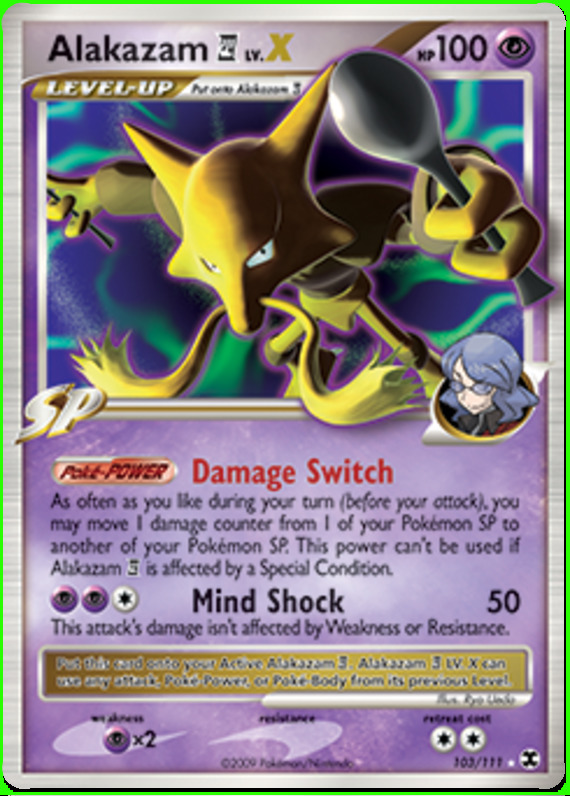 Alakazam 4 LV.X HP100
LEVEL-UP Put onto Alakazam 4
SP
Poké-POWER Damage Switch
As often as you like during your turn (before your attack), you
may move 1 damage counter from 1 of your Pokémon SP to
another of your Pokémon SP. This power can't be used if
Alakazam 4 is affected by a Special Condition.
Mind Shock 50
This attack's damage isn't affected by Weakness or Resistance.
Put this card onto your Active Alakazam 4. Alakazam 4 LV. X can
use any attack, Poké-Power, or Poké-Body from its previous Level.
Illus. Ryo Ueda
weakness resistance retreat cost
×2
©2009 Pokémon/Nintendo 103/111